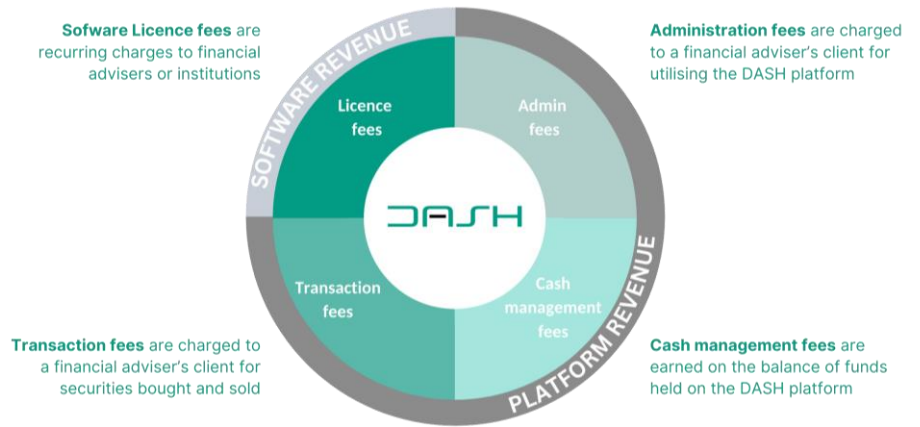 Sofware Licence fees are
recurring charges to financial
advisers or institutions
Administration fees are charged
to a financial adviser's client for
utilising the DASH platform
SOFTWARE REVENUE
Licence
fees
Admin
fees
DASH
Transaction
fees
Cash
management
fees
PLATFORM REVENUE
Transaction fees are charged to
a financial adviser's client for
securities bought and sold
Cash management fees are
earned on the balance of funds
held on the DASH platform